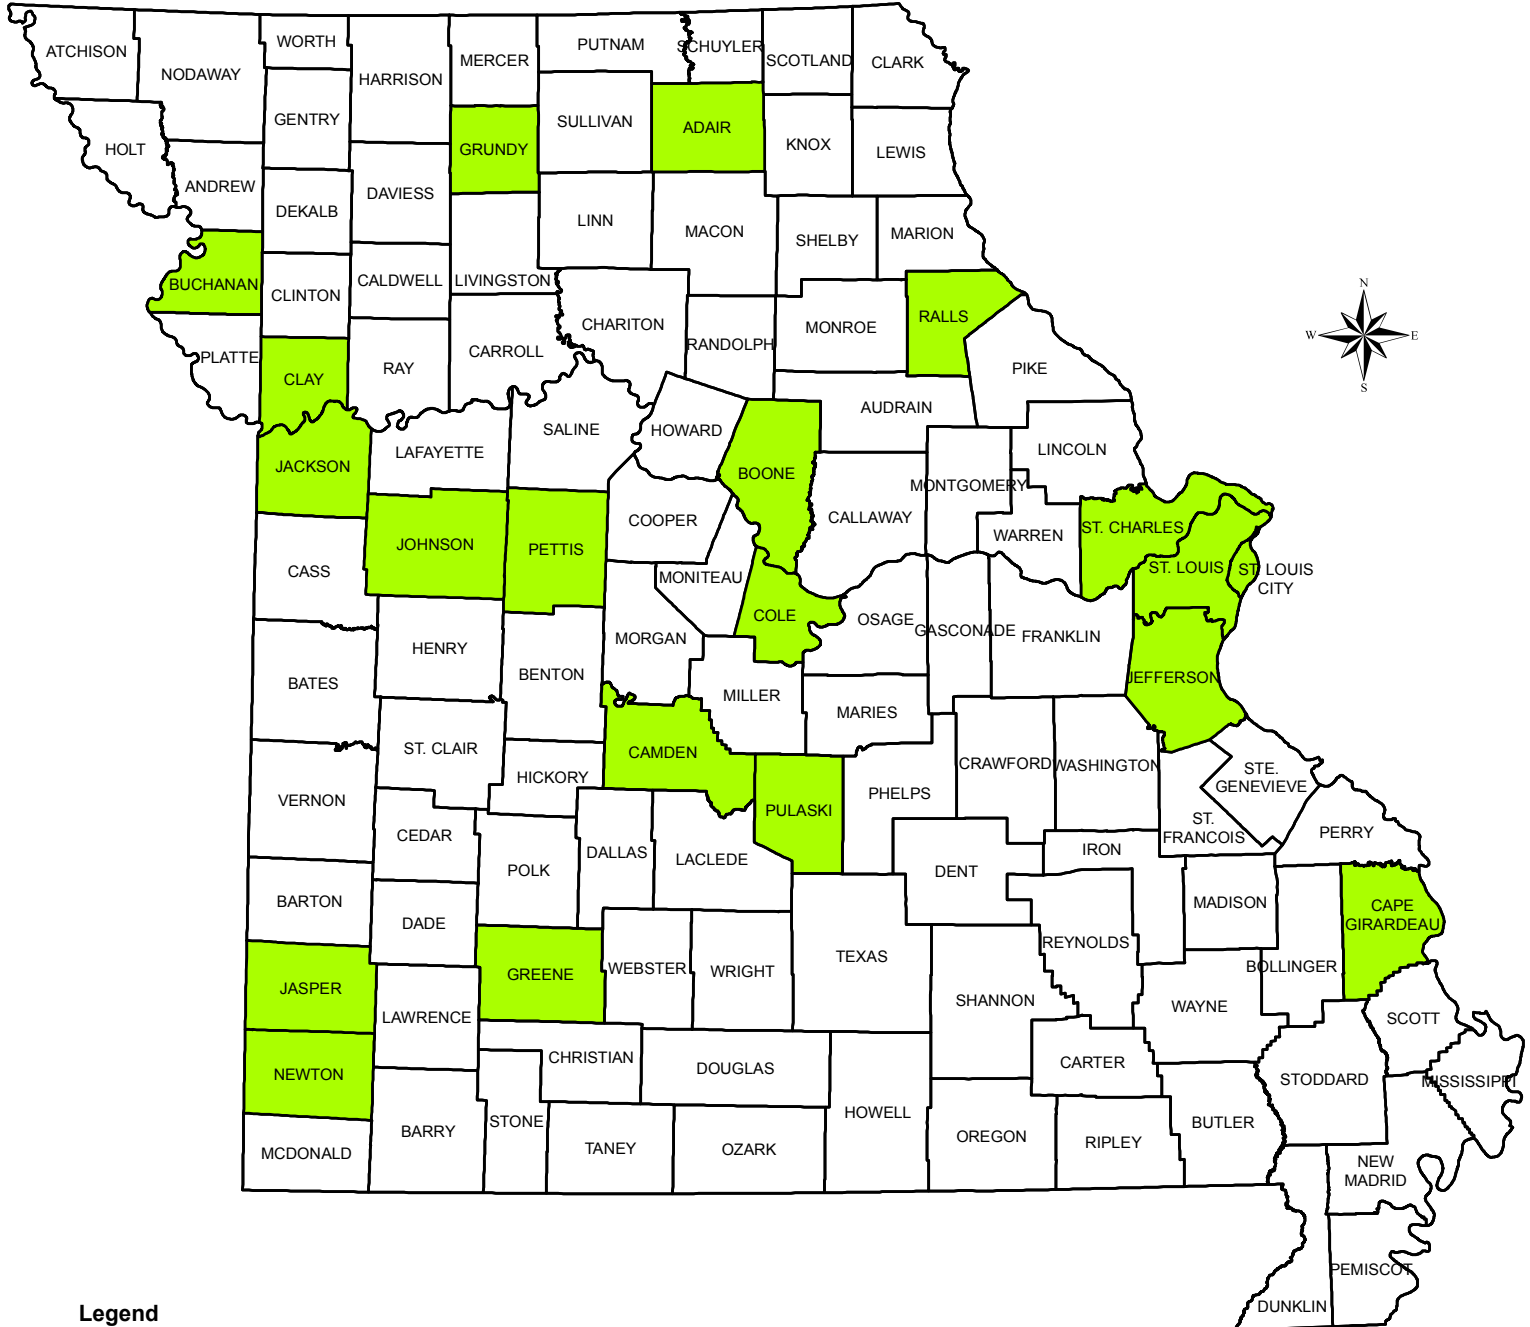 ATCHISON
NODAWAY
WORTH
HARRISON
MERCER
PUTNAM
SCHUYLER
SCOTLAND
CLARK
HOLT
GENTRY
GRUNDY
SULLIVAN
ADAIR
KNOX
LEWIS
ANDREW
DEKALB
DAVIESS
LINN
MACON
SHELBY
MARION
BUCHANAN
CLINTON
CALDWELL
LIVINGSTON
CHARITON
RANDOLPH
MONROE
RALLS
N
W
E
S
PLATTE
CLAY
RAY
CARROLL
PIKE
AUDRAIN
JACKSON
LAFAYETTE
SALINE
HOWARD
BOONE
LINCOLN
MONTGOMERY
CALLAWAY
COOPER
WARREN
ST. CHARLES
CASS
JOHNSON
PETTIS
MONITEAU
ST. LOUIS
ST. LOUIS
CITY
COLE
OSAGE
GASCONADE
FRANKLIN
MORGAN
HENRY
BENTON
BATES
MILLER
MARIES
JEFFERSON
ST. CLAIR
CAMDEN
HICKORY
VERNON
PULASKI
PHELPS
CRAWFORD
WASHINGTON
STE.
GENEVIEVE
ST.
FRANCOIS
PERRY
CEDAR
POLK
DALLAS
LACLEDE
DENT
IRON
BARTON
DADE
MADISON
CAPE
GIRARDEAU
REYNOLDS
BOLLINGER
JASPER
GREENE
WEBSTER
WRIGHT
TEXAS
SHANNON
WAYNE
SCOTT
LAWRENCE
CHRISTIAN
DOUGLAS
CARTER
STODDARD
MISSISSIPPI
NEWTON
BARRY
STONE
TANEY
OZARK
HOWELL
OREGON
RIPLEY
BUTLER
MCDONALD
NEW
MADRID
PEMISCOT
DUNKLIN
Legend